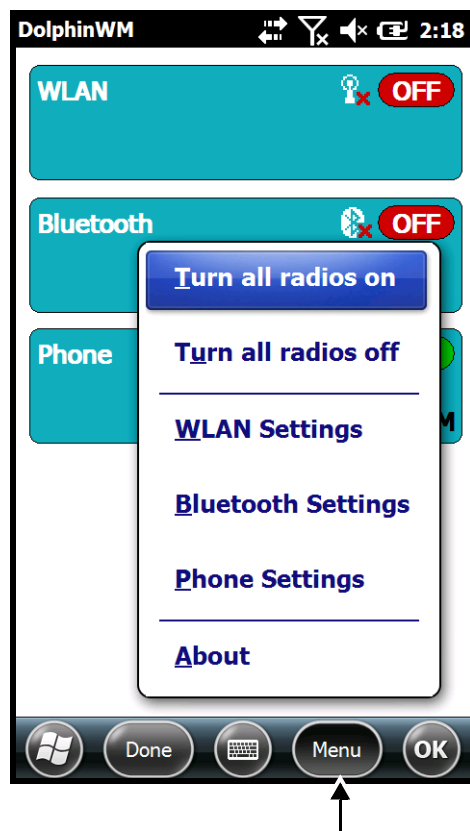 DolphinWM 2:18
WLAN OFF
Bluetooth OFF
Turn all radios on
Phone
Turn all radios off
M
WLAN Settings
Bluetooth Settings
Phone Settings
About
Done Menu OK